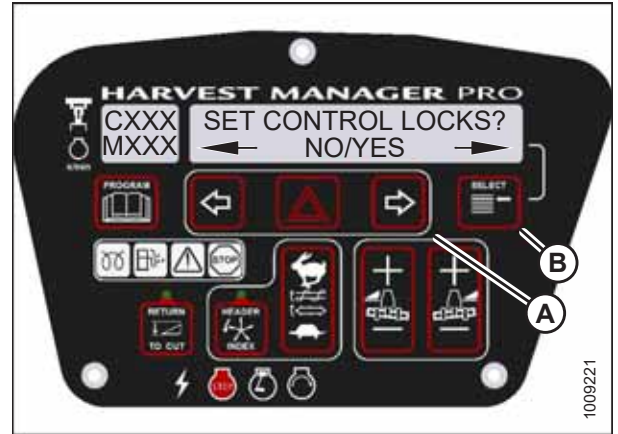 HARVEST MANAGER PRO
CXXX SET CONTROL LOCKS?
MXXX NO/YES
PROGRAM
SELECT
STOP
RETURN
TO CUT
HEADER
INDEX
B
A
1009221